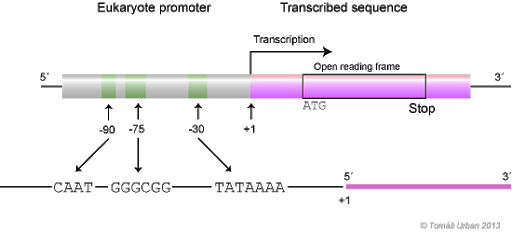 Eukaryote promoter
Transcribed sequence
Transcription
Open reading frame
5´
3´
ATG
Stop
-90
-75
-30
+1
CAAT
GGGCGG
TATAAAA
5´
3´
+1
© Tomáš Urban 2013